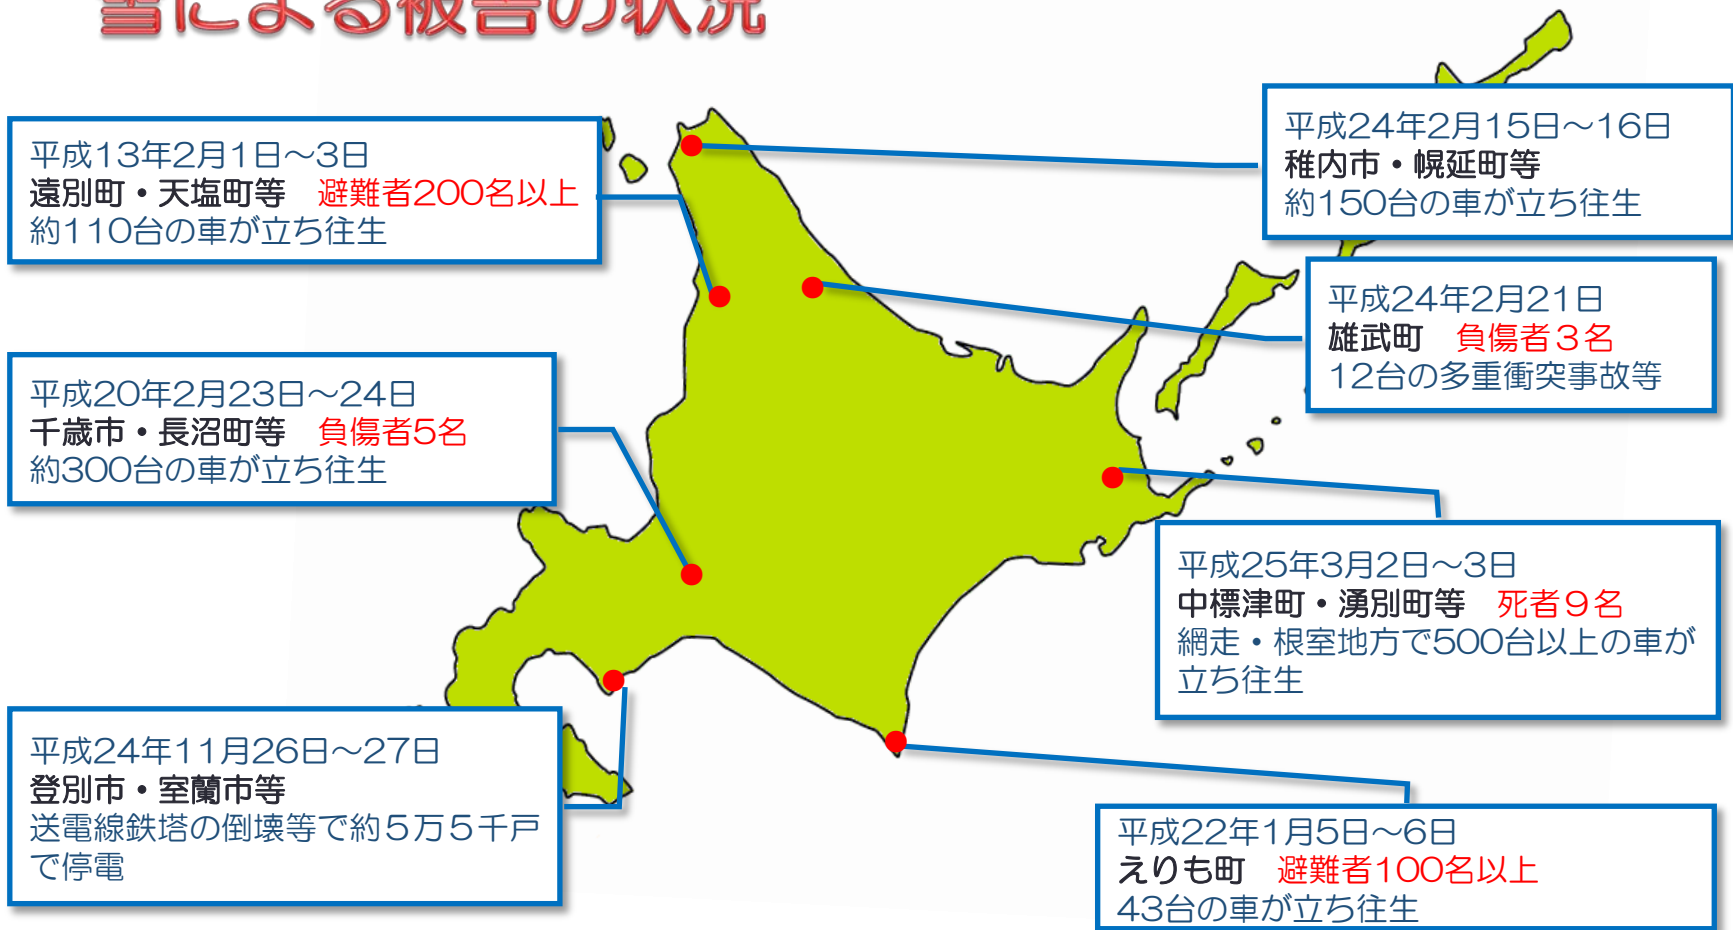 雪による被害の状況
平成13年2月1日～3日
遠別町・天塩町等　避難者200名以上
約110台の車が立ち往生
平成24年2月15日～16日
稚内市・幌延町等
約150台の車が立ち往生
平成24年2月21日
雄武町　負傷者３名
12台の多重衝突事故等
平成20年2月23日～24日
千歳市・長沼町等　負傷者5名
約300台の車が立ち往生
平成25年3月2日～3日
中標津町・湧別町等　死者９名
網走・根室地方で500台以上の車が
立ち往生
平成24年11月26日～27日
登別市・室蘭市等
送電線鉄塔の倒壊等で約５万５千戸
で停電
平成22年1月5日～6日
えりも町　避難者100名以上
43台の車が立ち往生